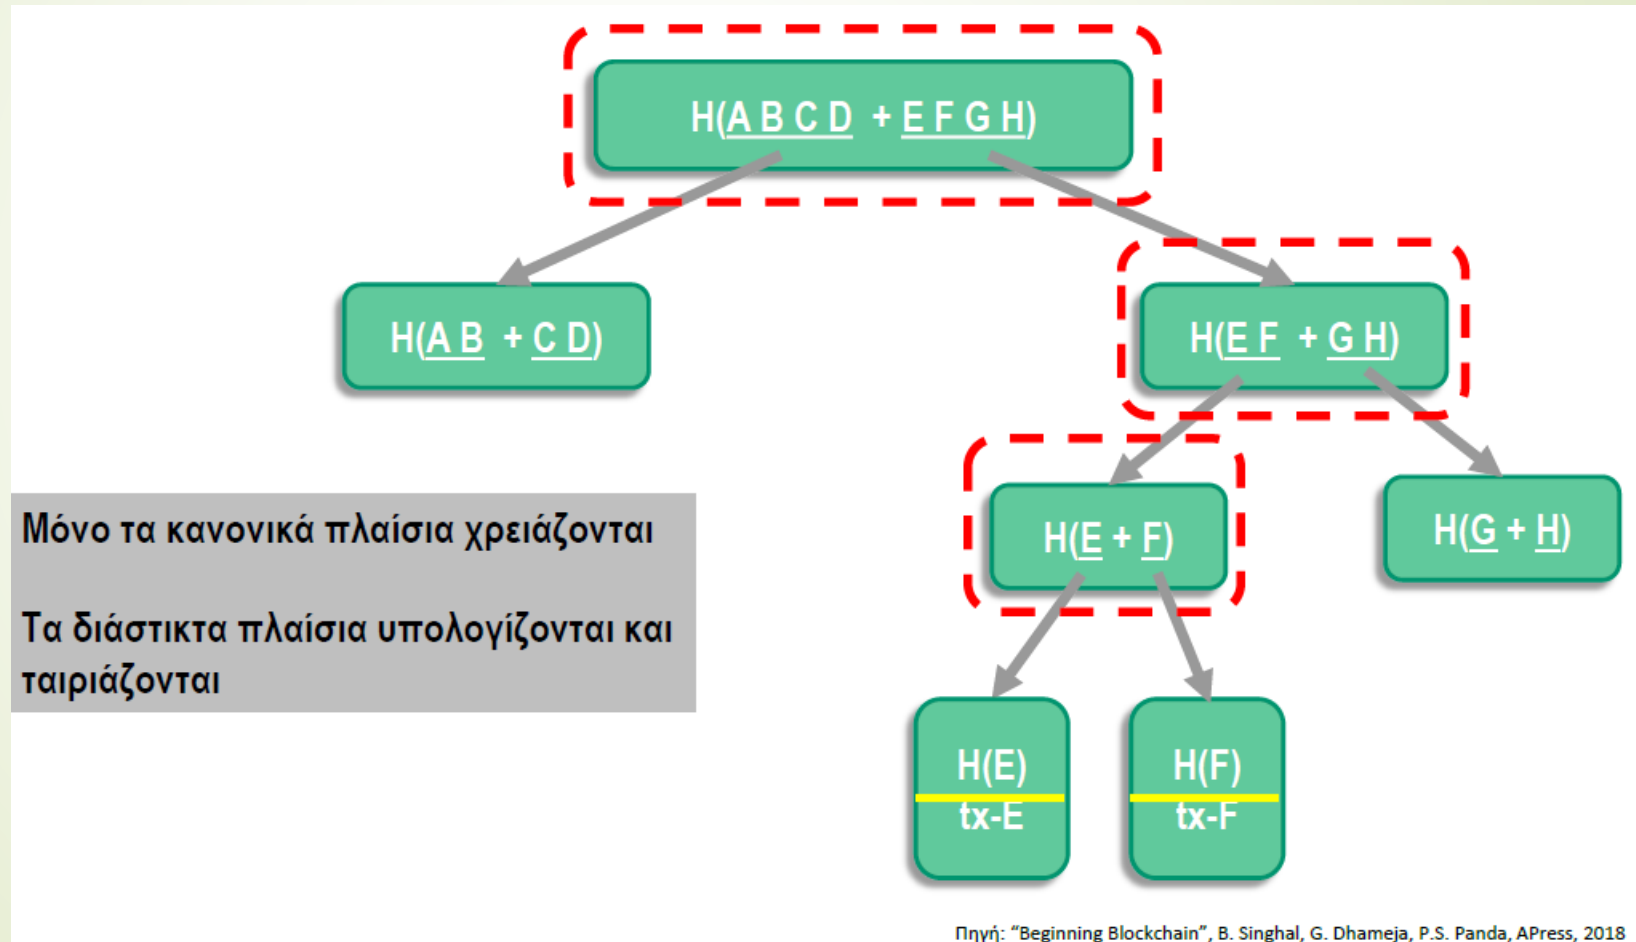 H(A B C D + E F G H)
H(A B + C D)
H(E F + G H)
H(E + F)
H(G + H)
Μόνο τα κανονικά πλαίσια χρειάζονται
Τα διάστικτα πλαίσια υπολογίζονται και
ταιριάζονται
H(E)
tx-E
H(F)
tx-F
Πηγή: “Beginning Blockchain”, B. Singhal, G. Dhameja, P.S. Panda, APress, 2018